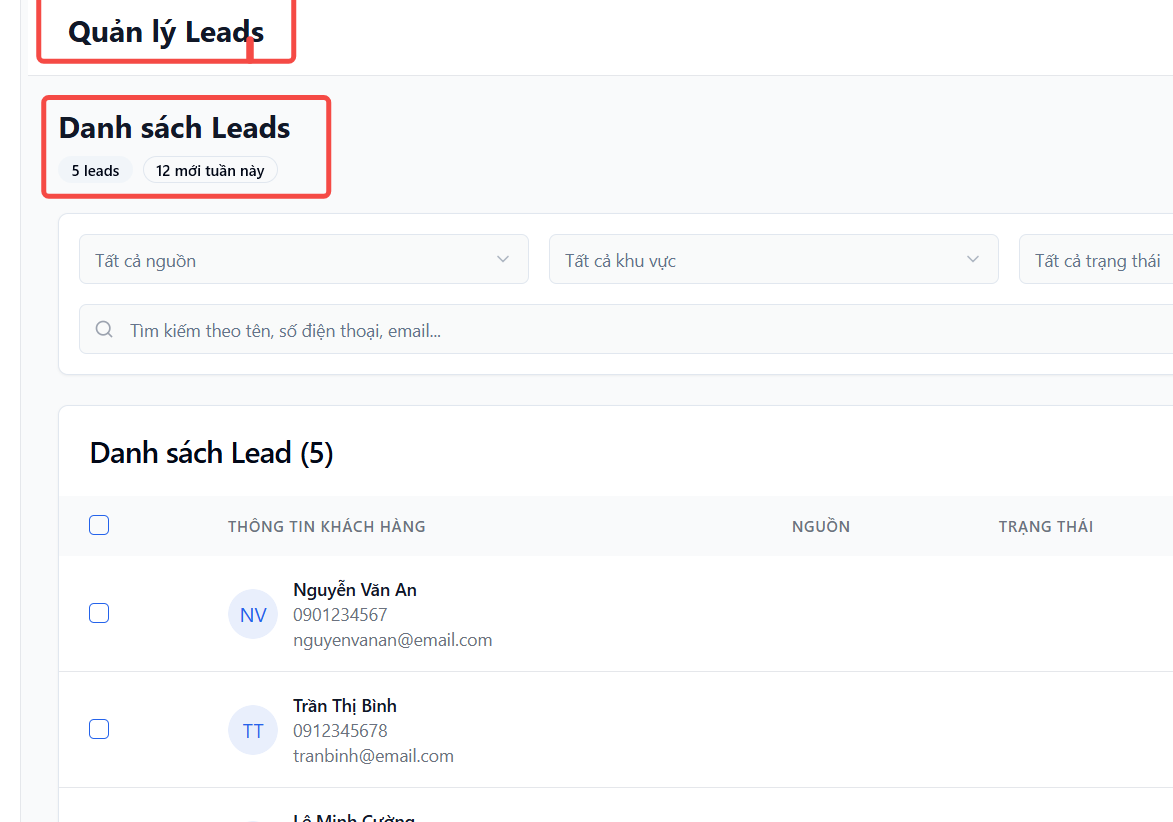 Quản lý Leads
Danh sách Leads
5 leads 12 mới tuần này
Tất cả nguồn Tất cả khu vực Tất cả trạng thái
Tìm kiếm theo tên, số điện thoại, email...
Danh sách Lead (5)
THÔNG TIN KHÁCH HÀNG NGUỒN TRẠNG THÁI
Nguyễn Văn An
NV 0901234567
nguyenvanan@email.com
Trần Thị Bình
TT 0912345678
tranbinh@email.com
Lê Minh Cường